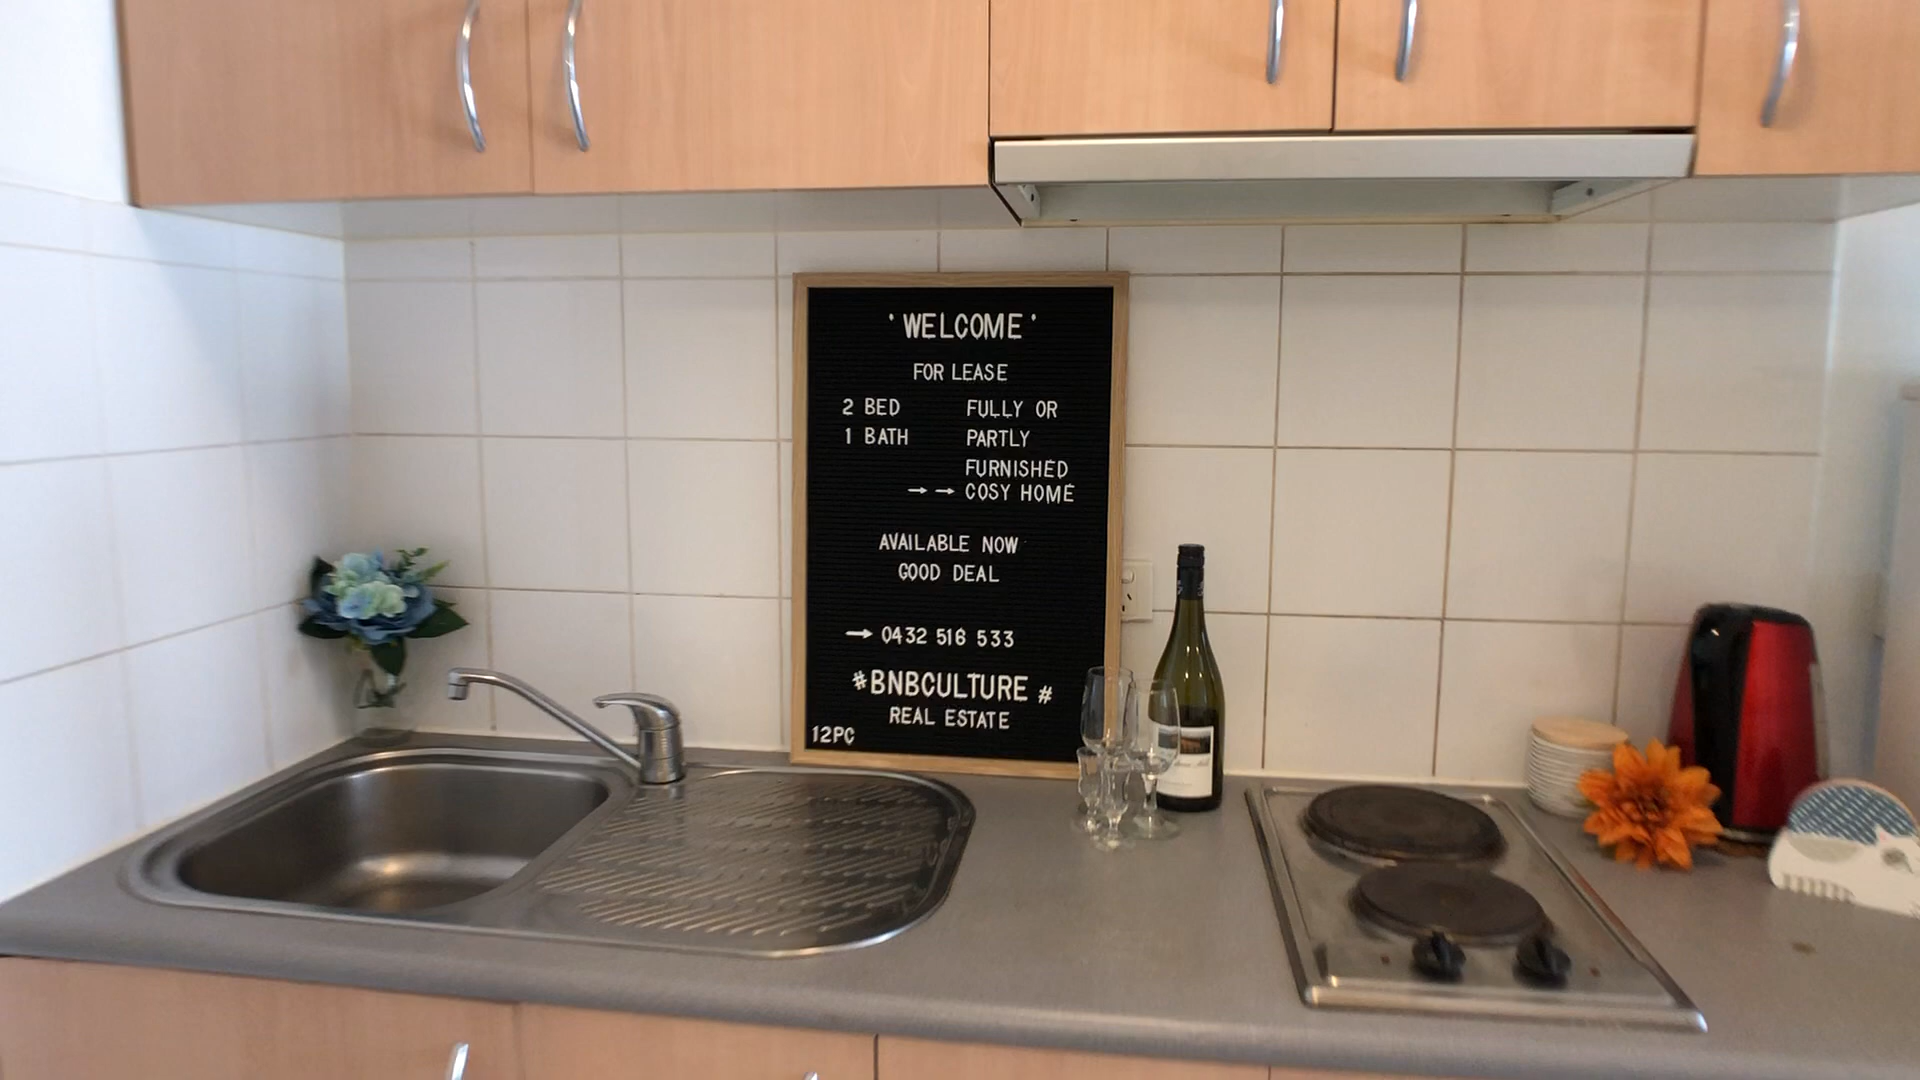 'WELCOME'
FOR LEASE
2 BED FULLY OR
1 BATH PARTLY
FURNISHED
→ → COSY HOME
AVAILABLE NOW
GOOD DEAL
→ 0432 516 533
#BNBCULTURE #
REAL ESTATE
12PC